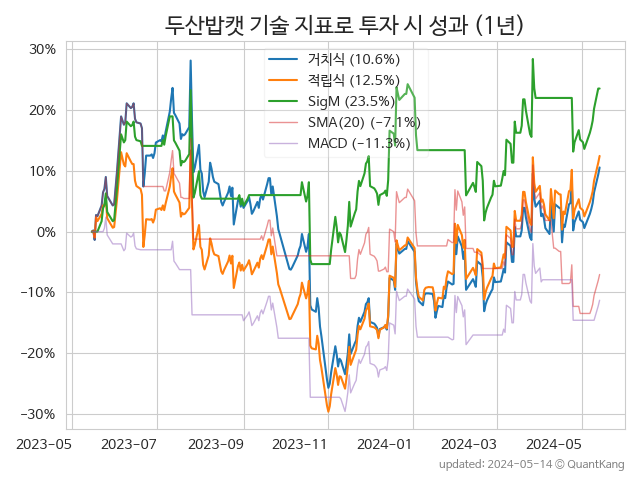 두산밥캣 기술 지표로 투자 시 성과 (1년)
30%
20%
10%
0%
−10%
−20%
−30%
거치식 (10.6%)
적립식 (12.5%)
SigM (23.5%)
SMA(20) (−7.1%)
MACD (−11.3%)
2023-05
2023-07
2023-09
2023-11
2024-01
2024-03
2024-05
updated: 2024-05-14 ⓒ QuantKang